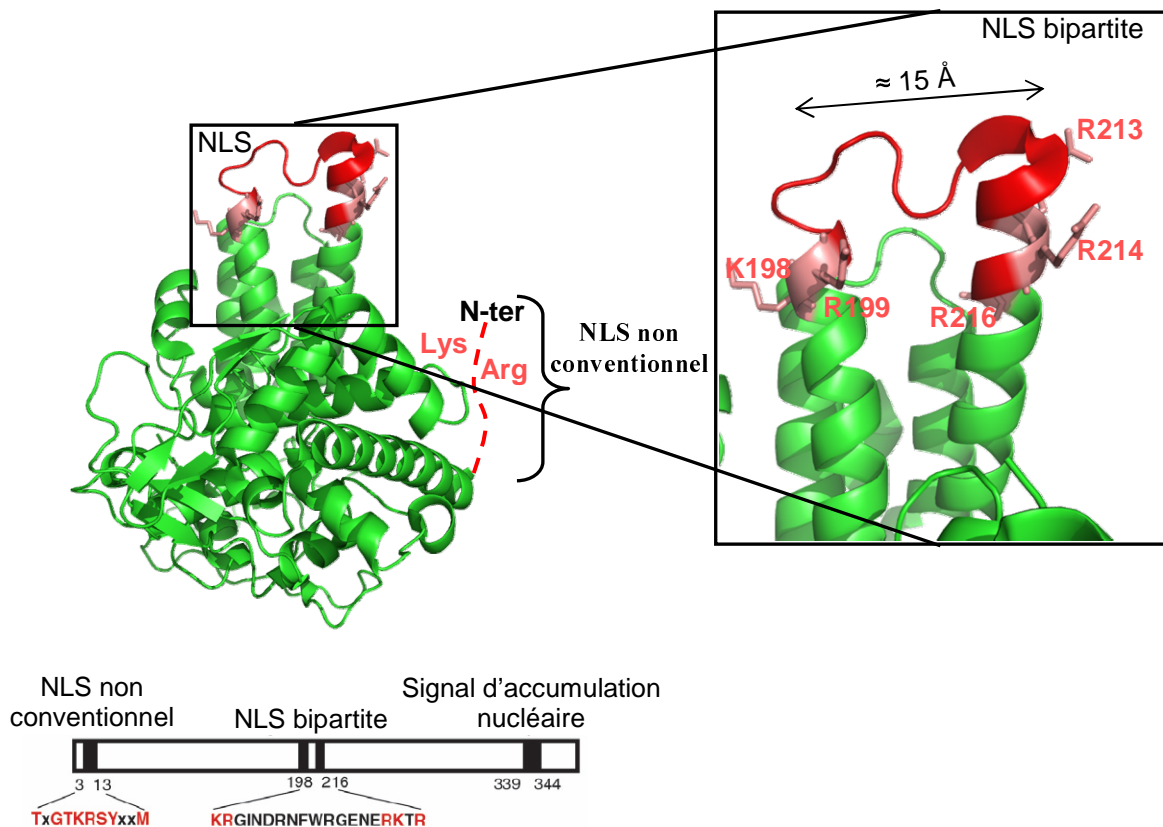 NLS bipartite
≈ 15 Å
NLS
R213
R214
K198
R199
R216
N-ter
Lys
Arg
NLS non
conventionnel
NLS non
conventionnel
NLS bipartite
Signal d’accumulation
nucléaire
3 13
198 216
339 344
TxGTKRSYxxM
KRGINDRNFWRGENERKTR